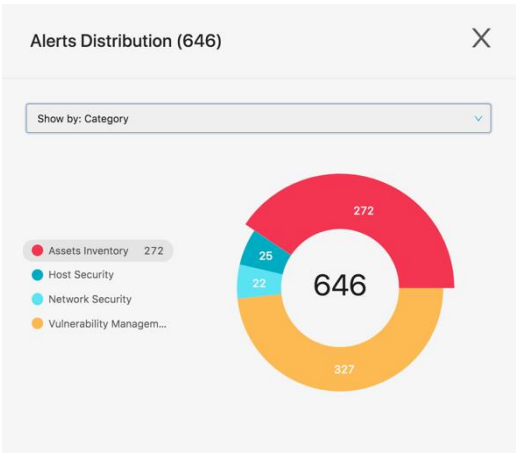 Alerts Distribution (646)
X
Show by: Category
Assets Inventory 272
Host Security
Network Security
Vulnerability Managem...
272
25
22
646
327